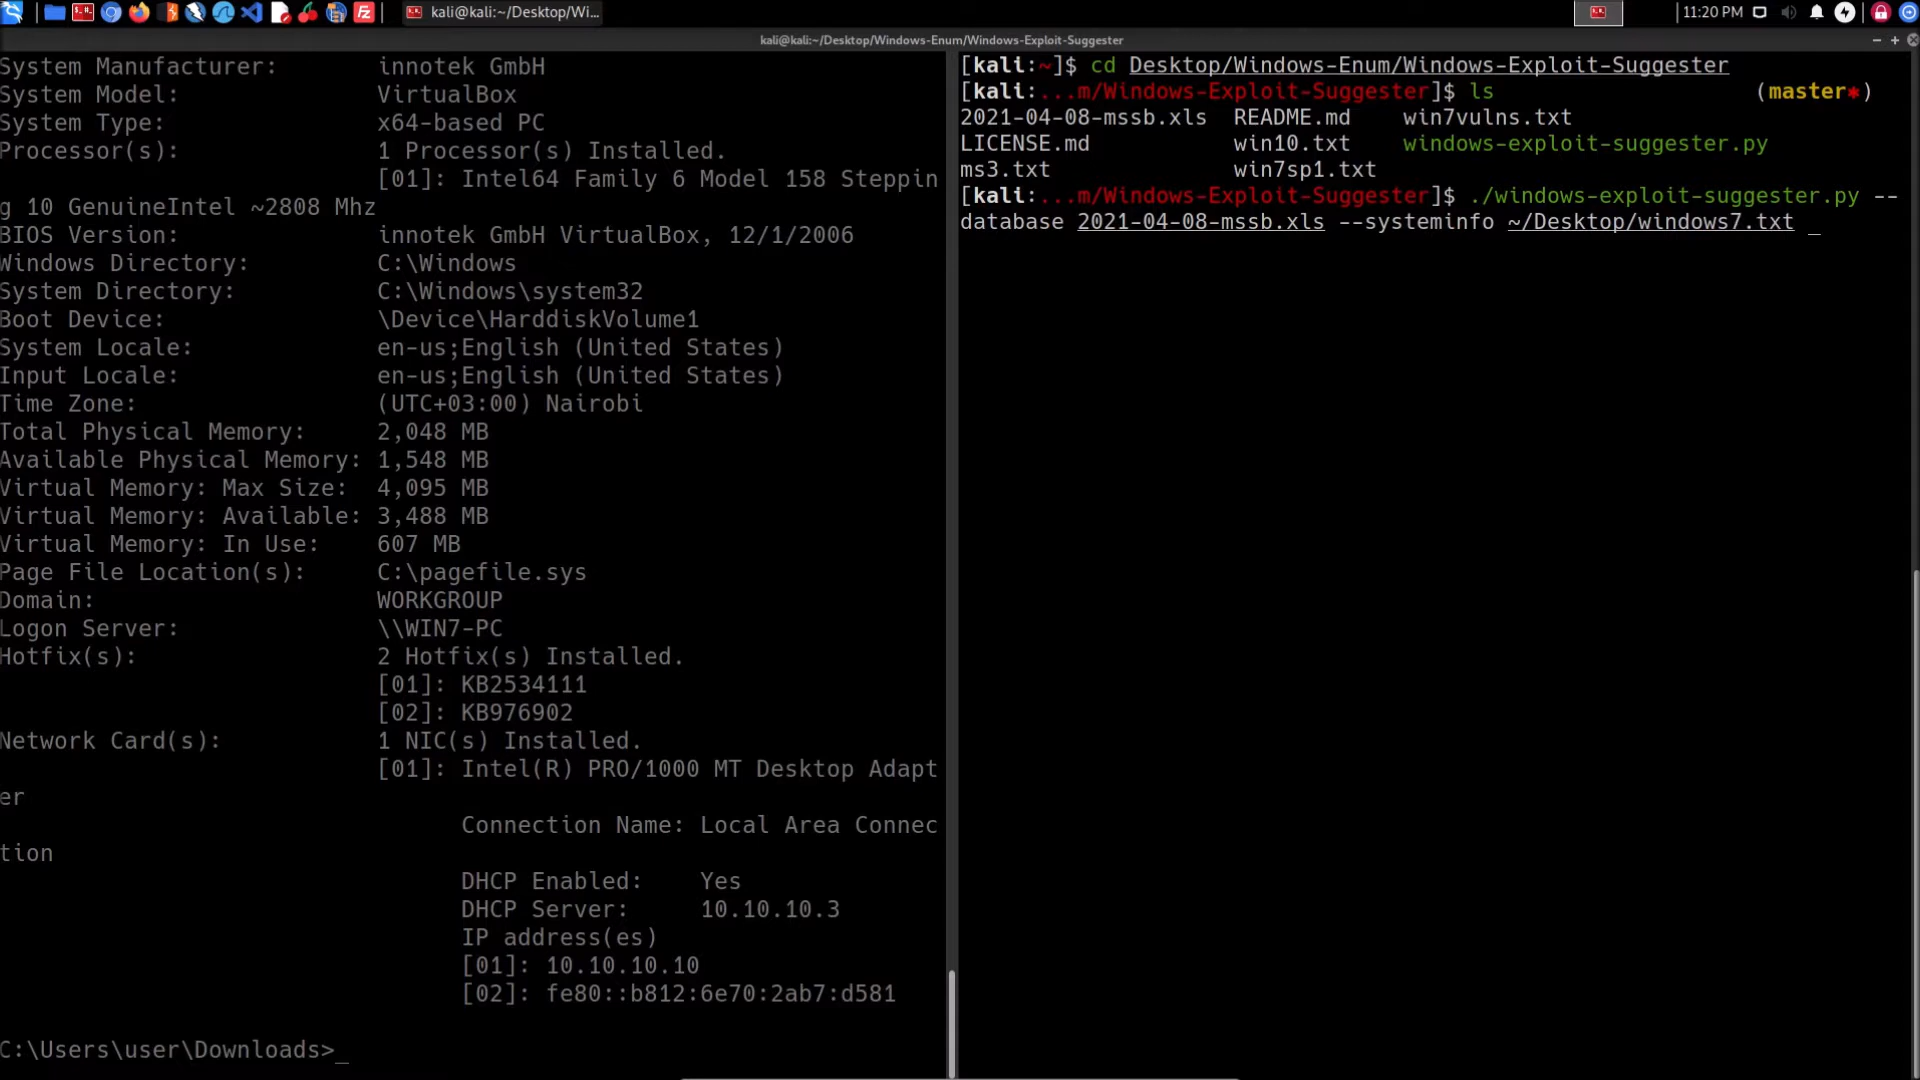 kali@kali:~/Desktop/Wi...
11:20 PM
kali@kali:~/Desktop/Windows-Enum/Windows-Exploit-Suggester
System Manufacturer: innotek GmbH
System Model: VirtualBox
System Type: x64-based PC
Processor(s): 1 Processor(s) Installed.
[01]: Intel64 Family 6 Model 158 Steppin
g 10 GenuineIntel ~2808 Mhz
BIOS Version: innotek GmbH VirtualBox, 12/1/2006
Windows Directory: C:\Windows
System Directory: C:\Windows\system32
Boot Device: \Device\HarddiskVolume1
System Locale: en-us;English (United States)
Input Locale: en-us;English (United States)
Time Zone: (UTC+03:00) Nairobi
Total Physical Memory: 2,048 MB
Available Physical Memory: 1,548 MB
Virtual Memory: Max Size: 4,095 MB
Virtual Memory: Available: 3,488 MB
Virtual Memory: In Use: 607 MB
Page File Location(s): C:\pagefile.sys
Domain: WORKGROUP
Logon Server: \\WIN7-PC
Hotfix(s): 2 Hotfix(s) Installed.
[01]: KB2534111
[02]: KB976902
Network Card(s): 1 NIC(s) Installed.
[01]: Intel(R) PRO/1000 MT Desktop Adapt
er
Connection Name: Local Area Connec
tion
DHCP Enabled: Yes
DHCP Server: 10.10.10.3
IP address(es)
[01]: 10.10.10.10
[02]: fe80::b812:6e70:2ab7:d581
C:\Users\user\Downloads>_
[kali:~]$ cd Desktop/Windows-Enum/Windows-Exploit-Suggester
[kali:...m/Windows-Exploit-Suggester]$ ls (master*)
2021-04-08-mssb.xls README.md win7vulns.txt
LICENSE.md win10.txt windows-exploit-suggester.py
ms3.txt win7sp1.txt
[kali:...m/Windows-Exploit-Suggester]$ ./windows-exploit-suggester.py --
database 2021-04-08-mssb.xls --systeminfo ~/Desktop/windows7.txt _